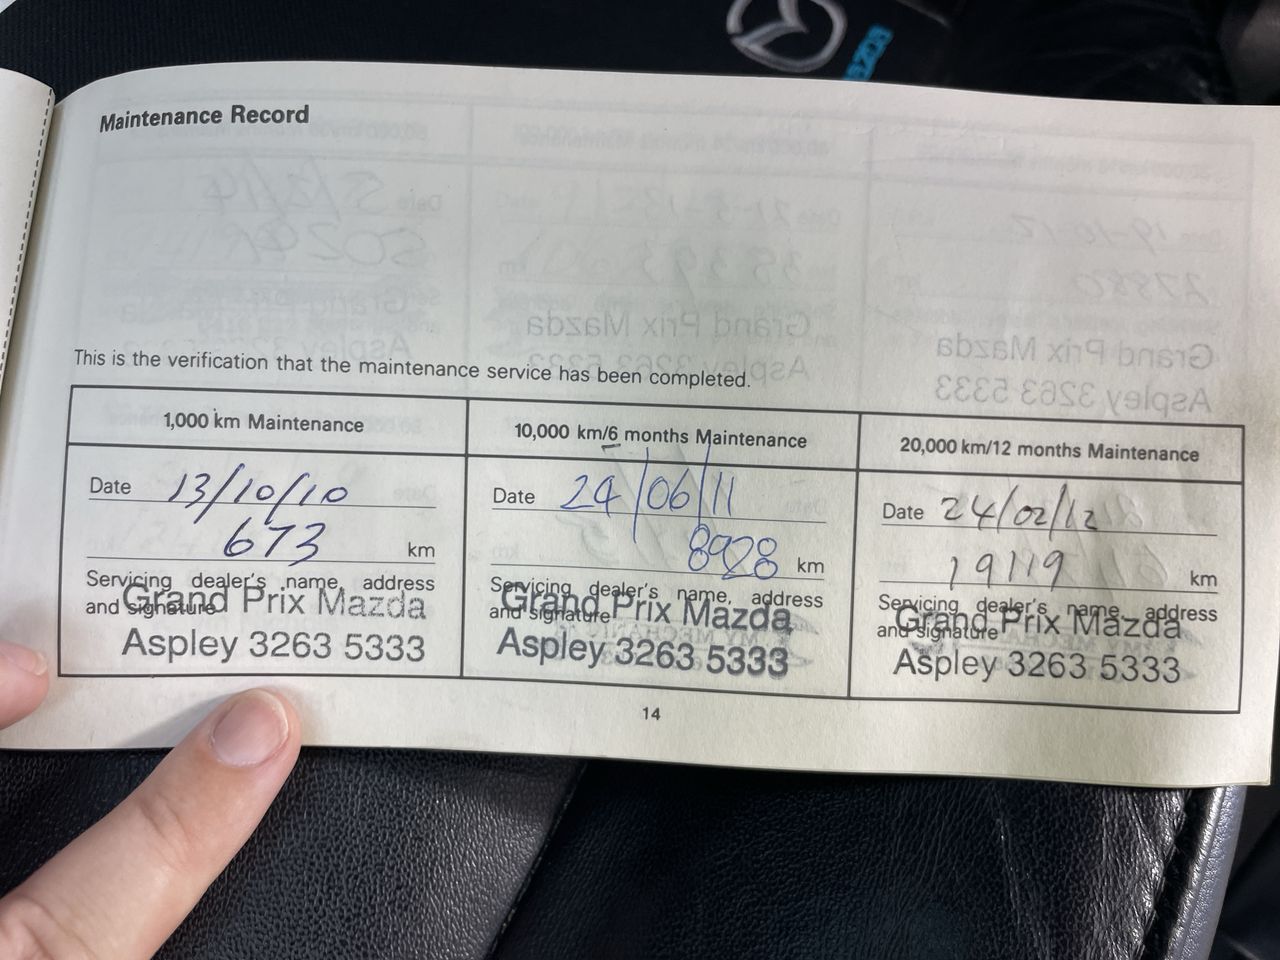 Maintenance Record
This is the verification that the maintenance service has been completed.
1,000 km Maintenance
Date 13/10/10
673 km
Servicing dealer's name, address
and signature
Grand Prix Mazda
Aspley 3263 5333
10,000 km/6 months Maintenance
Date 24/06/11
8928 km
Servicing dealer's name, address
and signature
Grand Prix Mazda
Aspley 3263 5333
20,000 km/12 months Maintenance
Date 24/02/12
19119 km
Servicing dealer's name, address
and signature
Grand Prix Mazda
Aspley 3263 5333
14